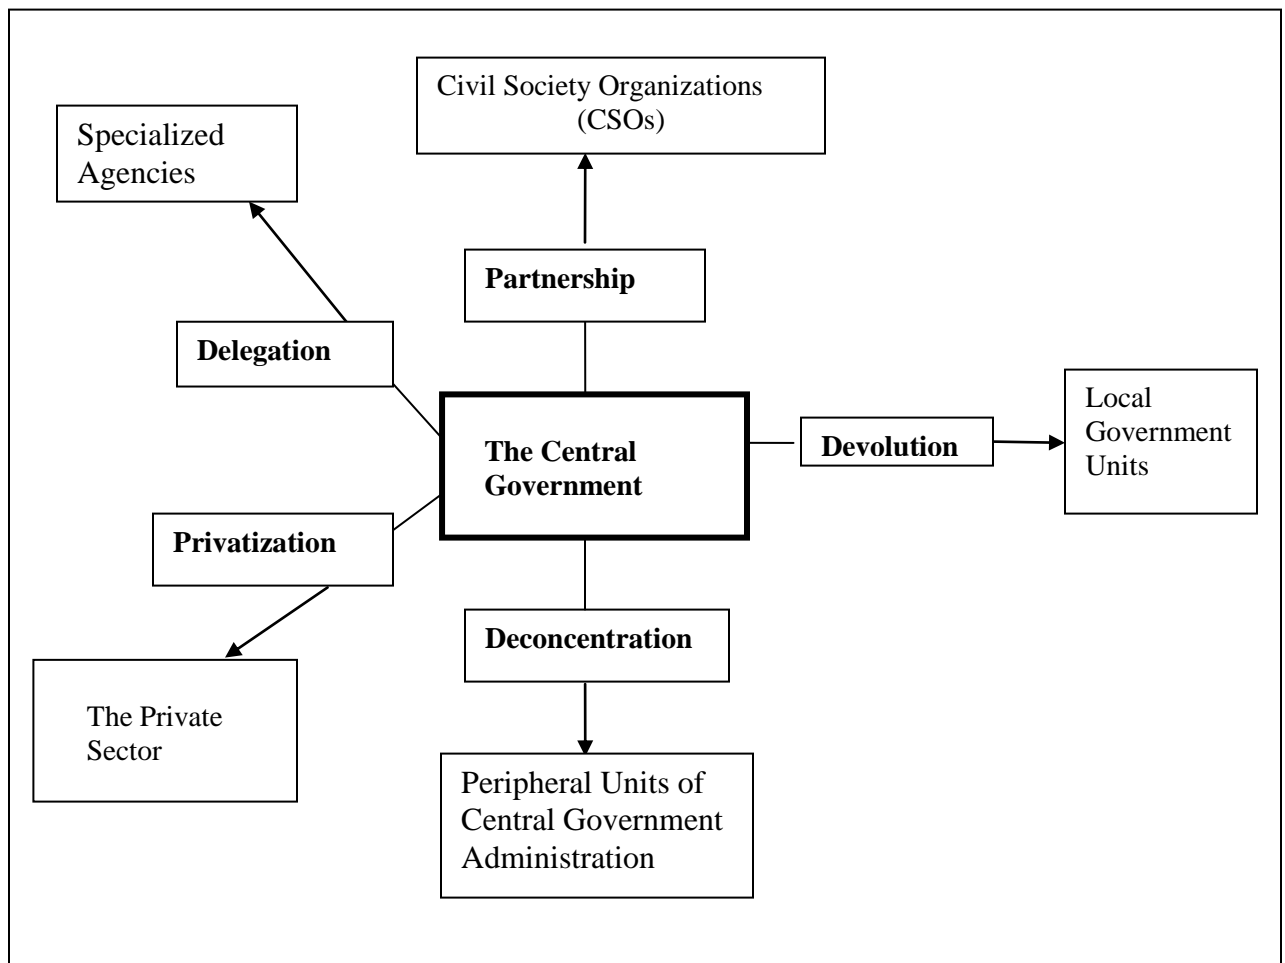 Civil Society Organizations
(CSOs)
Specialized
Agencies
Partnership
Delegation
The Central
Government
Devolution
Local
Government
Units
Privatization
Deconcentration
The Private
Sector
Peripheral Units of
Central Government
Administration